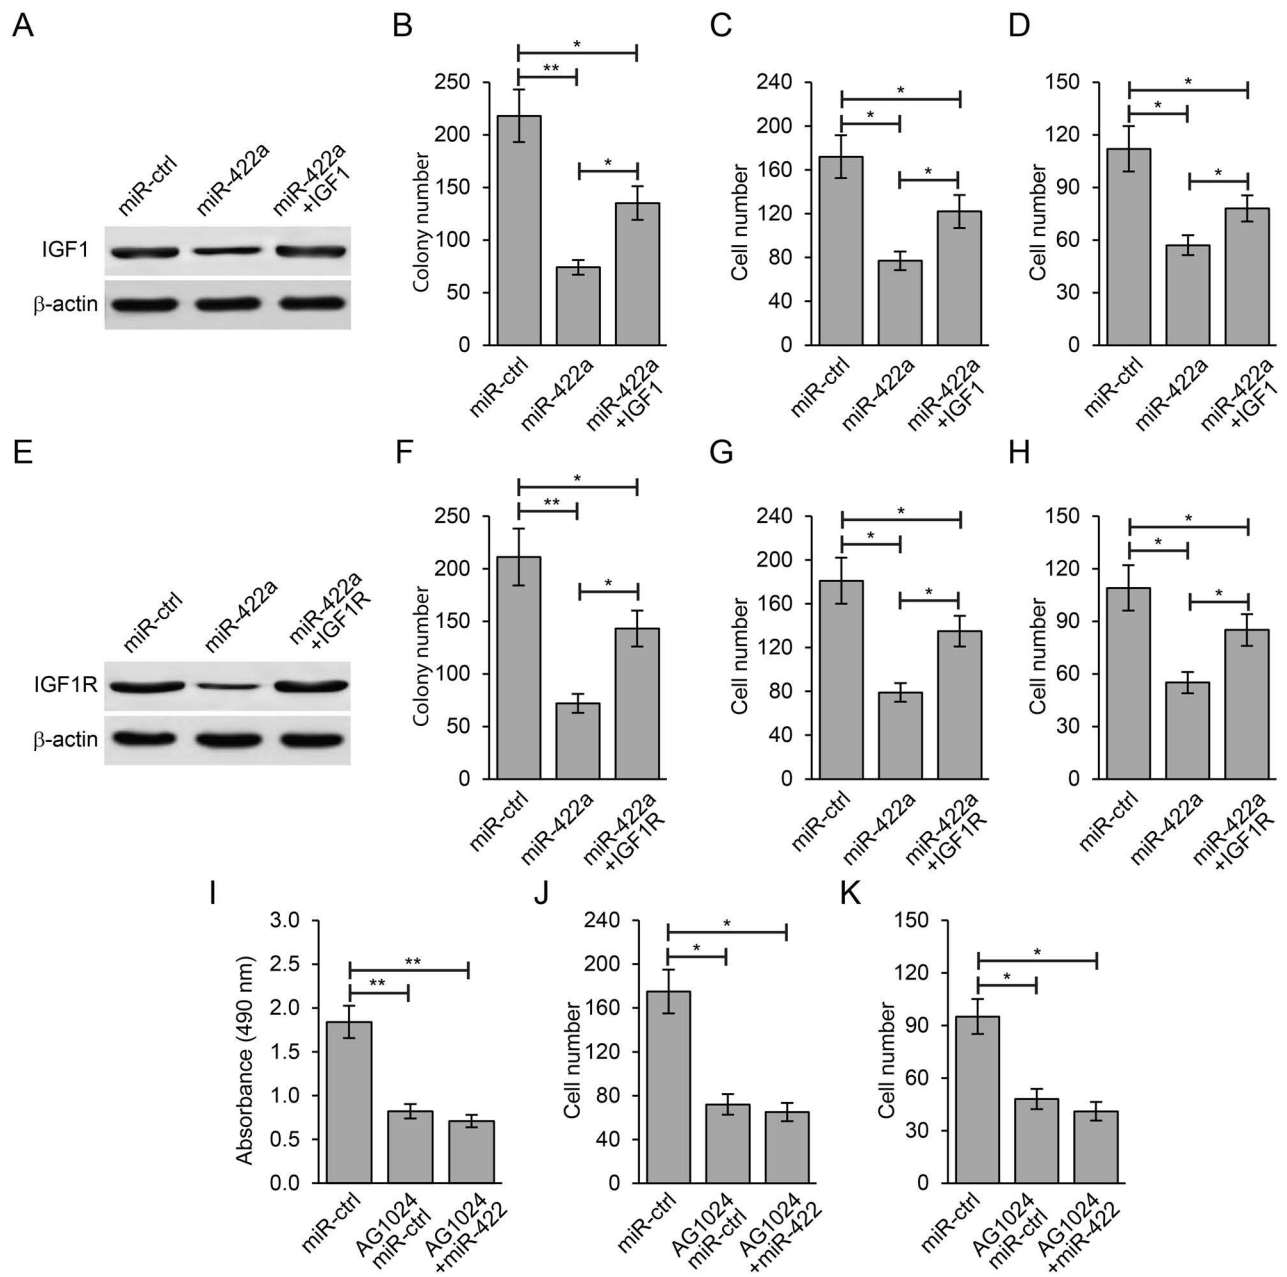 A
miR-ctrl
miR-422a
miR-422a
+IGF1
IGF1
β-actin
B
*
**
*
Colony number
250
200
150
100
50
0
miR-ctrl
miR-422a
miR-422a
+IGF1
C
*
*
*
Cell number
240
200
160
120
80
40
0
miR-ctrl
miR-422a
miR-422a
+IGF1
D
*
*
*
Cell number
150
120
90
60
30
0
miR-ctrl
miR-422a
miR-422a
+IGF1
E
miR-ctrl
miR-422a
miR-422a
+IGF1R
IGF1R
β-actin
F
*
**
*
Colony number
250
200
150
100
50
0
miR-ctrl
miR-422a
miR-422a
+IGF1R
G
*
*
*
Cell number
240
200
160
120
80
40
0
miR-ctrl
miR-422a
miR-422a
+IGF1R
H
*
*
*
Cell number
150
120
90
60
30
0
miR-ctrl
miR-422a
miR-422a
+IGF1R
I
**
**
Absorbance (490 nm)
3.0
2.5
2.0
1.5
1.0
0.5
0.0
miR-ctrl
AG1024
miR-ctrl
AG1024
+miR-422
J
*
*
Cell number
240
200
160
120
80
40
0
miR-ctrl
AG1024
miR-ctrl
AG1024
+miR-422
K
*
*
Cell number
150
120
90
60
30
0
miR-ctrl
AG1024
miR-ctrl
AG1024
+miR-422